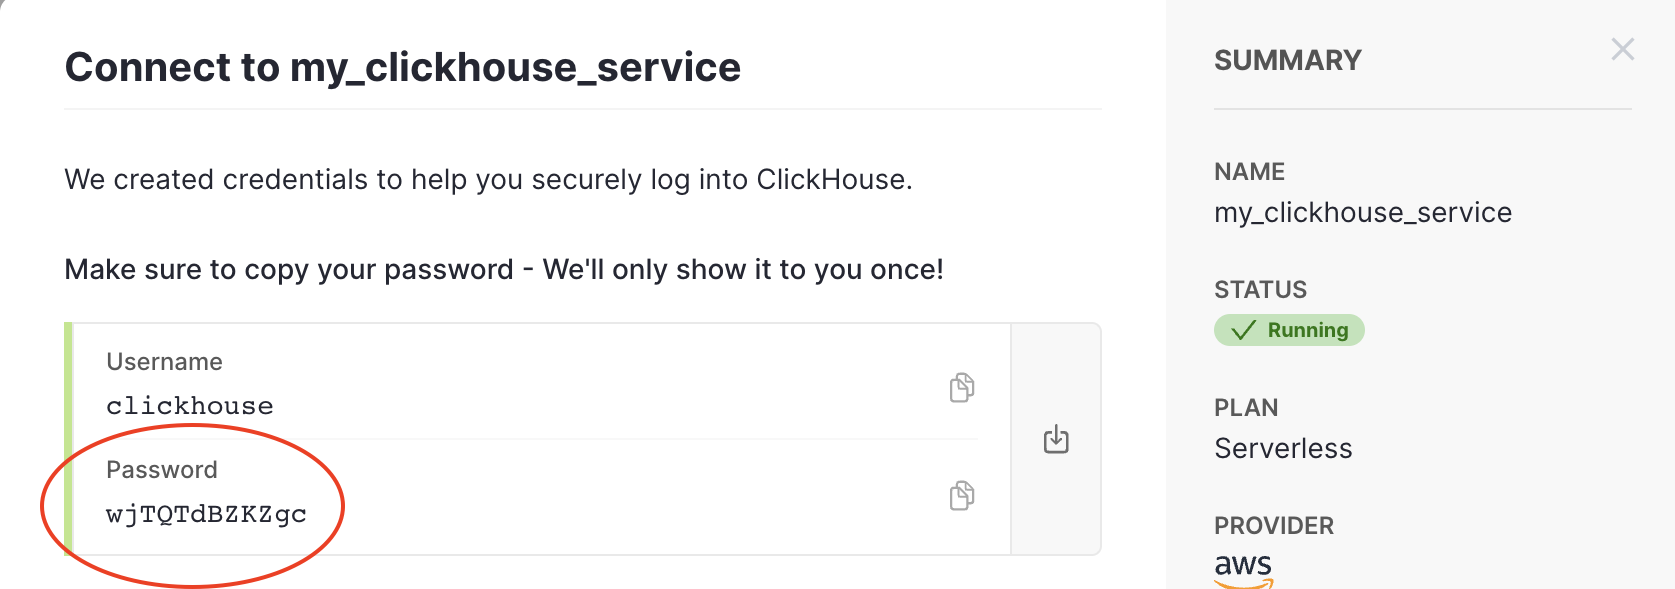 Connect to my_clickhouse_service
We created credentials to help you securely log into ClickHouse.
Make sure to copy your password - We'll only show it to you once!
Username
clickhouse
Password
wjTQTdBZKZgc
SUMMARY
NAME
my_clickhouse_service
STATUS
Running
PLAN
Serverless
PROVIDER
aws